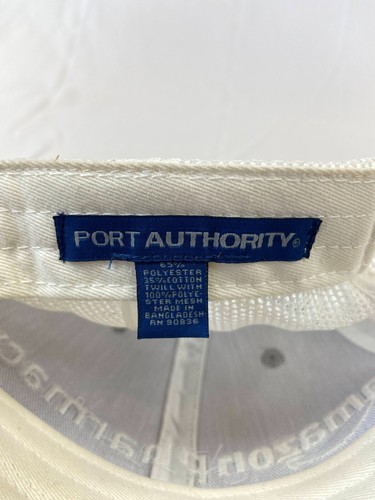 PORT AUTHORITY®
65%
POLYESTER
35% COTTON
TWILL WITH
100% POLYE-
STER MESH
MADE IN
BANGLADESH
RN 90836